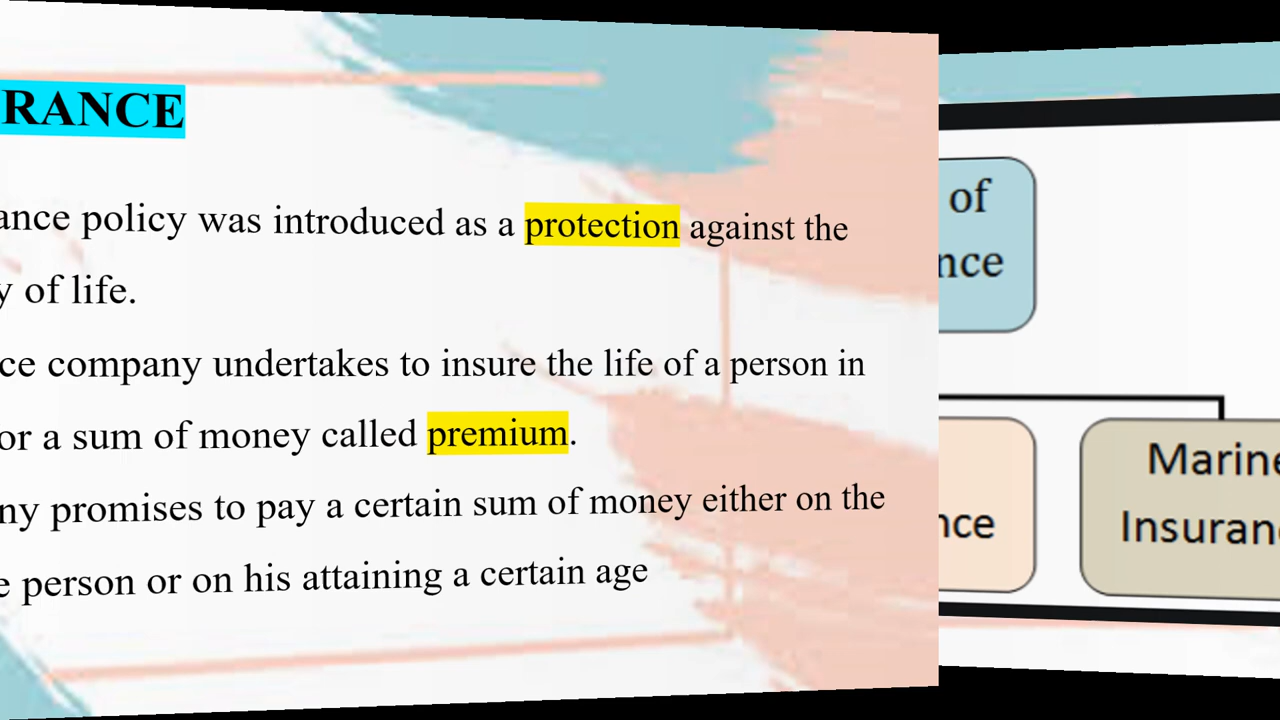 RANCE
ance policy was introduced as a protection against the
y of life.
ce company undertakes to insure the life of a person in
or a sum of money called premium.
ny promises to pay a certain sum of money either on the
e person or on his attaining a certain age
of
nce
nce
Marine
Insuran